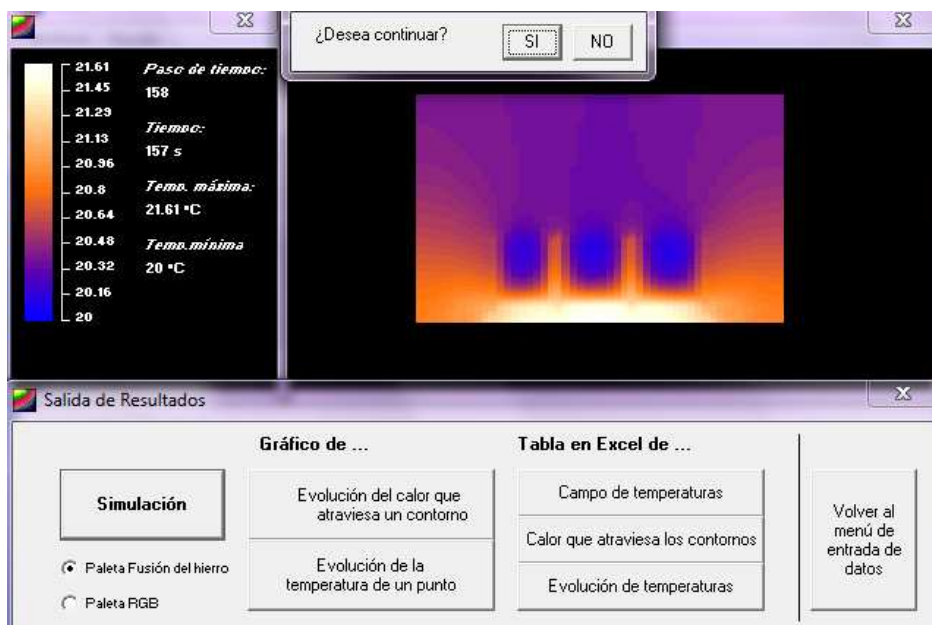 ¿Desea continuar?
SI
NO
21.61
21.45
21.29
21.13
20.96
20.8
20.64
20.48
20.32
20.16
20
Paso de tiempo:
158
Tiempo:
157 s
Temp. máxima:
21.61 °C
Temp.mínima
20 °C
Salida de Resultados
Gráfico de ...
Tabla en Excel de ...
Simulación
Paleta Fusión del hierro
Paleta RGB
Evolución del calor que
atraviesa un contorno
Evolución de la
temperatura de un punto
Campo de temperaturas
Calor que atraviesa los contornos
Evolución de temperaturas
Volver al
menú de
entrada de
datos